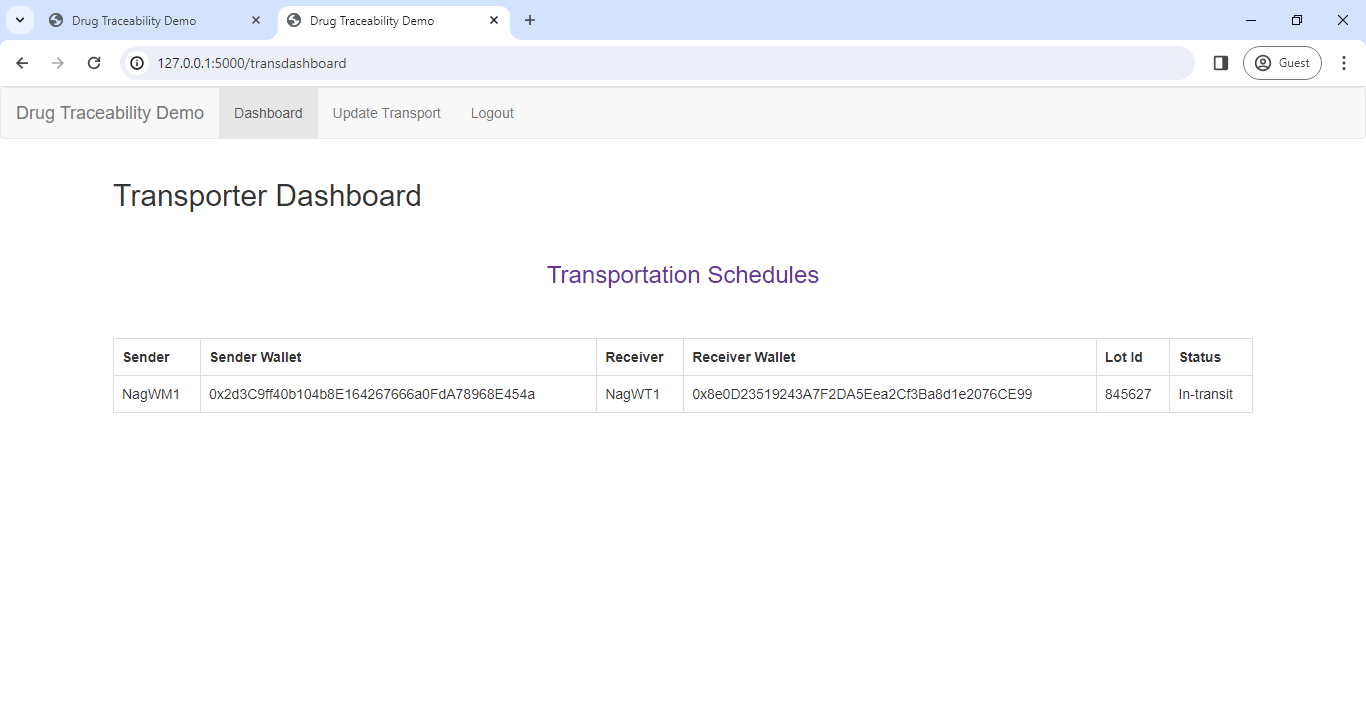 Drug Traceability Demo
Drug Traceability Demo
127.0.0.1:5000/transdashboard
Guest
Drug Traceability Demo Dashboard Update Transport Logout
Transporter Dashboard
Transportation Schedules
Sender Sender Wallet Receiver Receiver Wallet Lot Id Status
NagWM1 0x2d3C9ff40b104b8E164267666a0FdA78968E454a NagWT1 0x8e0D23519243A7F2DA5Eea2Cf3Ba8d1e2076CE99 845627 In-transit